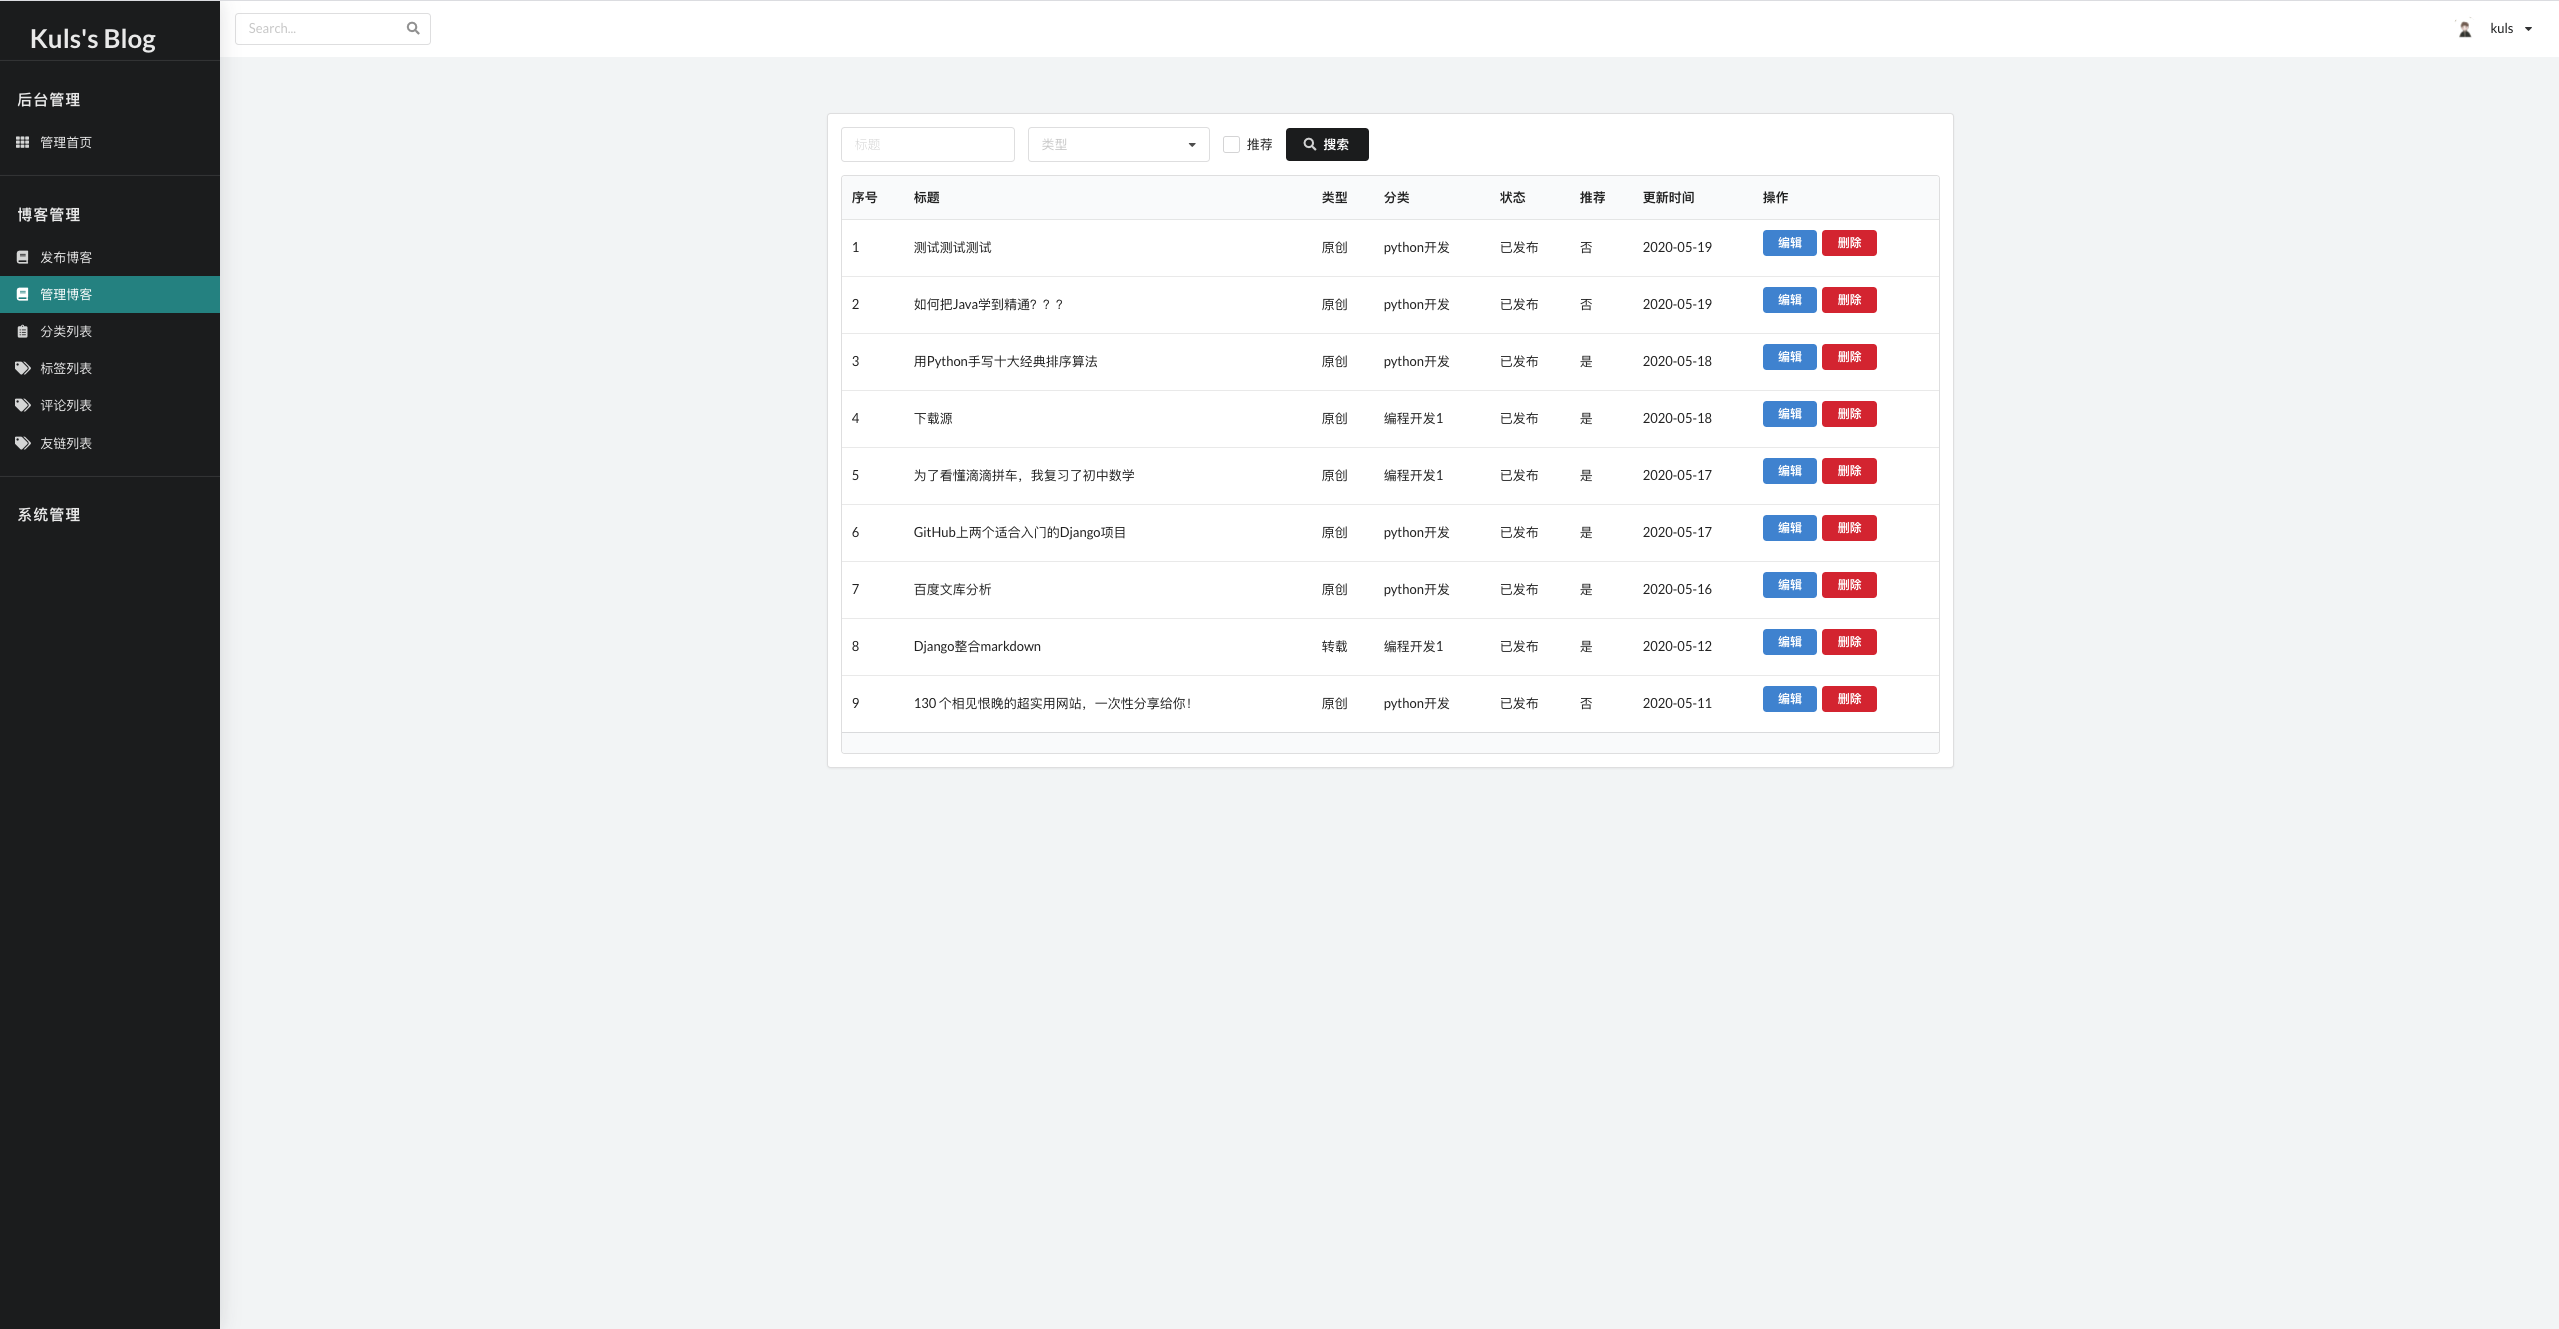 Kuls's Blog
Search...
kuls
后台管理
管理首页
博客管理
发布博客
管理博客
分类列表
标签列表
评论列表
友链列表
系统管理
标题 类型 推荐 搜索
序号 标题 类型 分类 状态 推荐 更新时间 操作
1 测试测试测试 原创 python开发 已发布 否 2020-05-19 编辑 删除
2 如何把Java学到精通？？？ 原创 python开发 已发布 否 2020-05-19 编辑 删除
3 用Python手写十大经典排序算法 原创 python开发 已发布 是 2020-05-18 编辑 删除
4 下载源 原创 编程开发1 已发布 是 2020-05-18 编辑 删除
5 为了看懂滴滴拼车，我复习了初中数学 原创 编程开发1 已发布 是 2020-05-17 编辑 删除
6 GitHub上两个适合入门的Django项目 原创 python开发 已发布 是 2020-05-17 编辑 删除
7 百度文库分析 原创 python开发 已发布 是 2020-05-16 编辑 删除
8 Django整合markdown 转载 编程开发1 已发布 是 2020-05-12 编辑 删除
9 130 个相见恨晚的超实用网站，一次性分享给你！ 原创 python开发 已发布 否 2020-05-11 编辑 删除